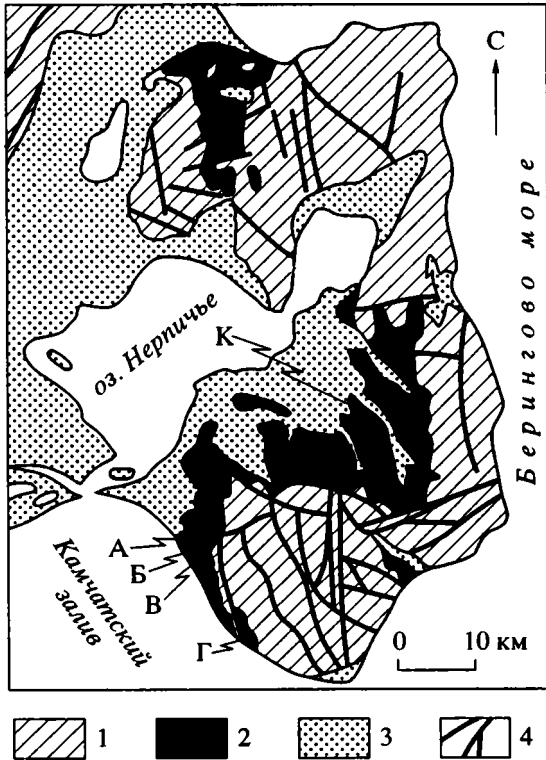 С
Берингово море
оз. Нерпичье
К
А
Б
В
Г
Камчатский
залив
0 10 км
1 2 3 4